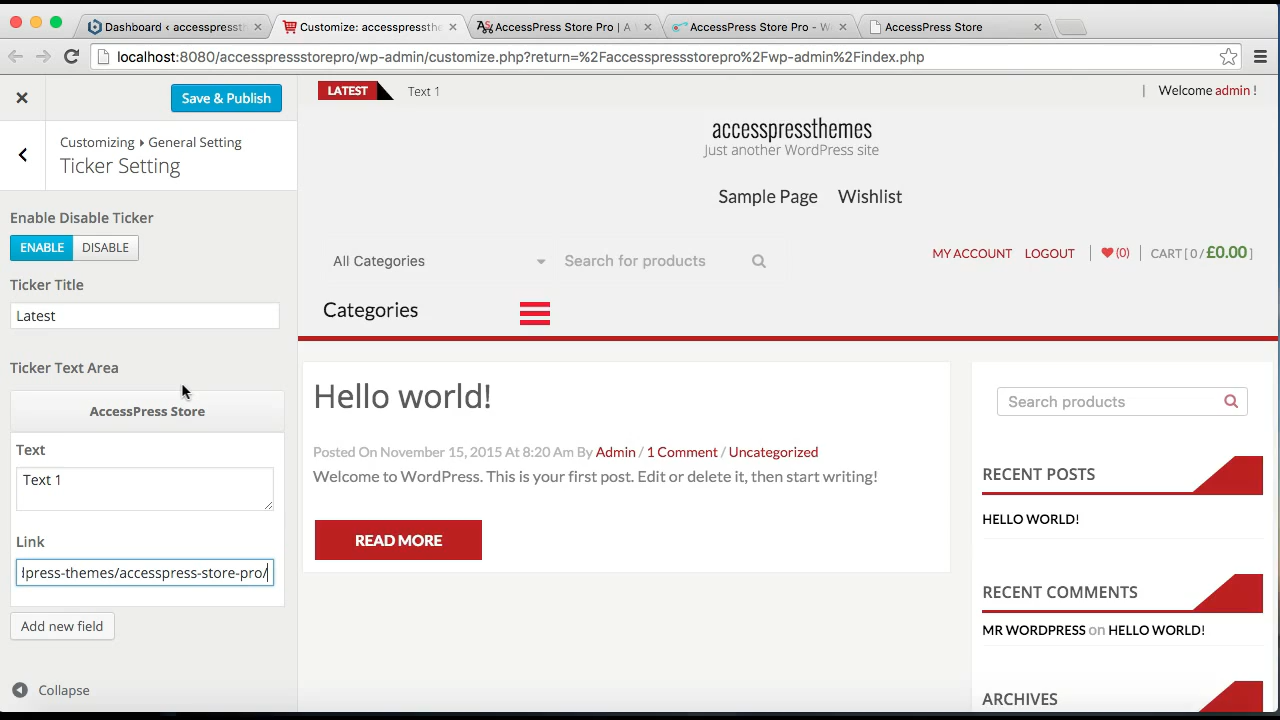 Dashboard ‹ accesspresst
Customize: accesspressthe
AccessPress Store Pro | A W
AccessPress Store Pro - Wo
AccessPress Store
localhost:8080/accesspressstorepro/wp-admin/customize.php?return=%2Faccesspressstorepro%2Fwp-admin%2Findex.php
Save & Publish
LATEST
Text 1
| Welcome admin !
Customizing ▸ General Setting
Ticker Setting
accesspressthemes
Just another WordPress site
Sample Page
Wishlist
Enable Disable Ticker
ENABLE
DISABLE
All Categories
Search for products
MY ACCOUNT
LOGOUT
(0)
CART [ 0 / £0.00 ]
Ticker Title
Latest
Categories
Ticker Text Area
AccessPress Store
Text
Text 1
Link
press-themes/accesspress-store-pro/
Add new field
Collapse
Hello world!
Posted On November 15, 2015 At 8:20 Am By Admin / 1 Comment / Uncategorized
Welcome to WordPress. This is your first post. Edit or delete it, then start writing!
READ MORE
Search products
RECENT POSTS
HELLO WORLD!
RECENT COMMENTS
MR WORDPRESS on HELLO WORLD!
ARCHIVES